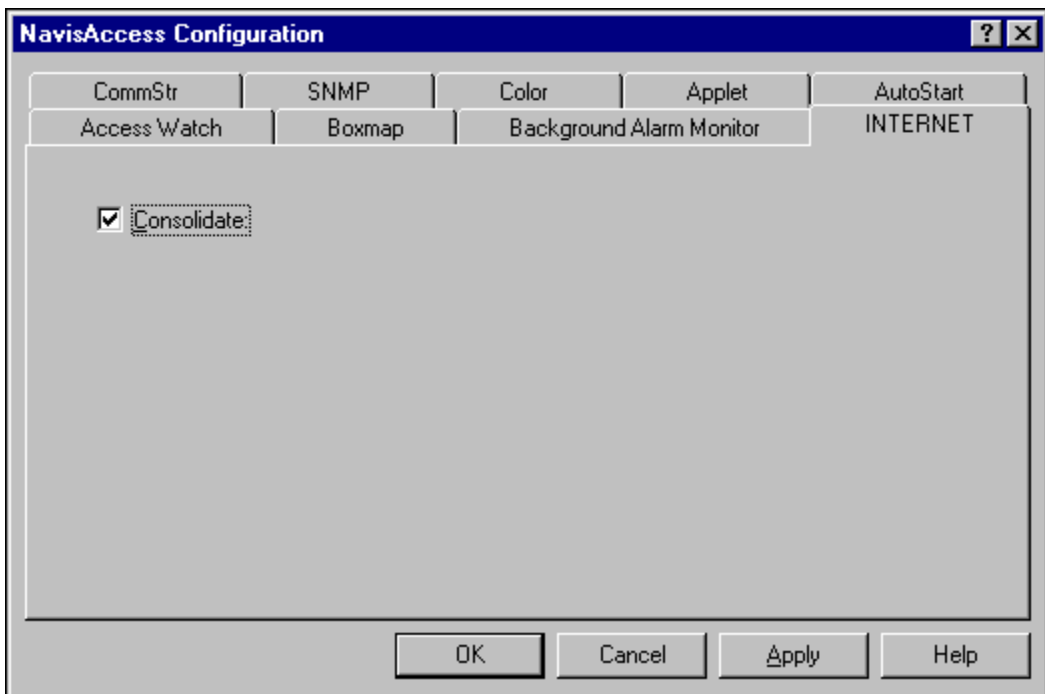 NavisAccess Configuration
CommStr SNMP Color Applet AutoStart
Access Watch Boxmap Background Alarm Monitor INTERNET
Consolidate:
OK Cancel Apply Help